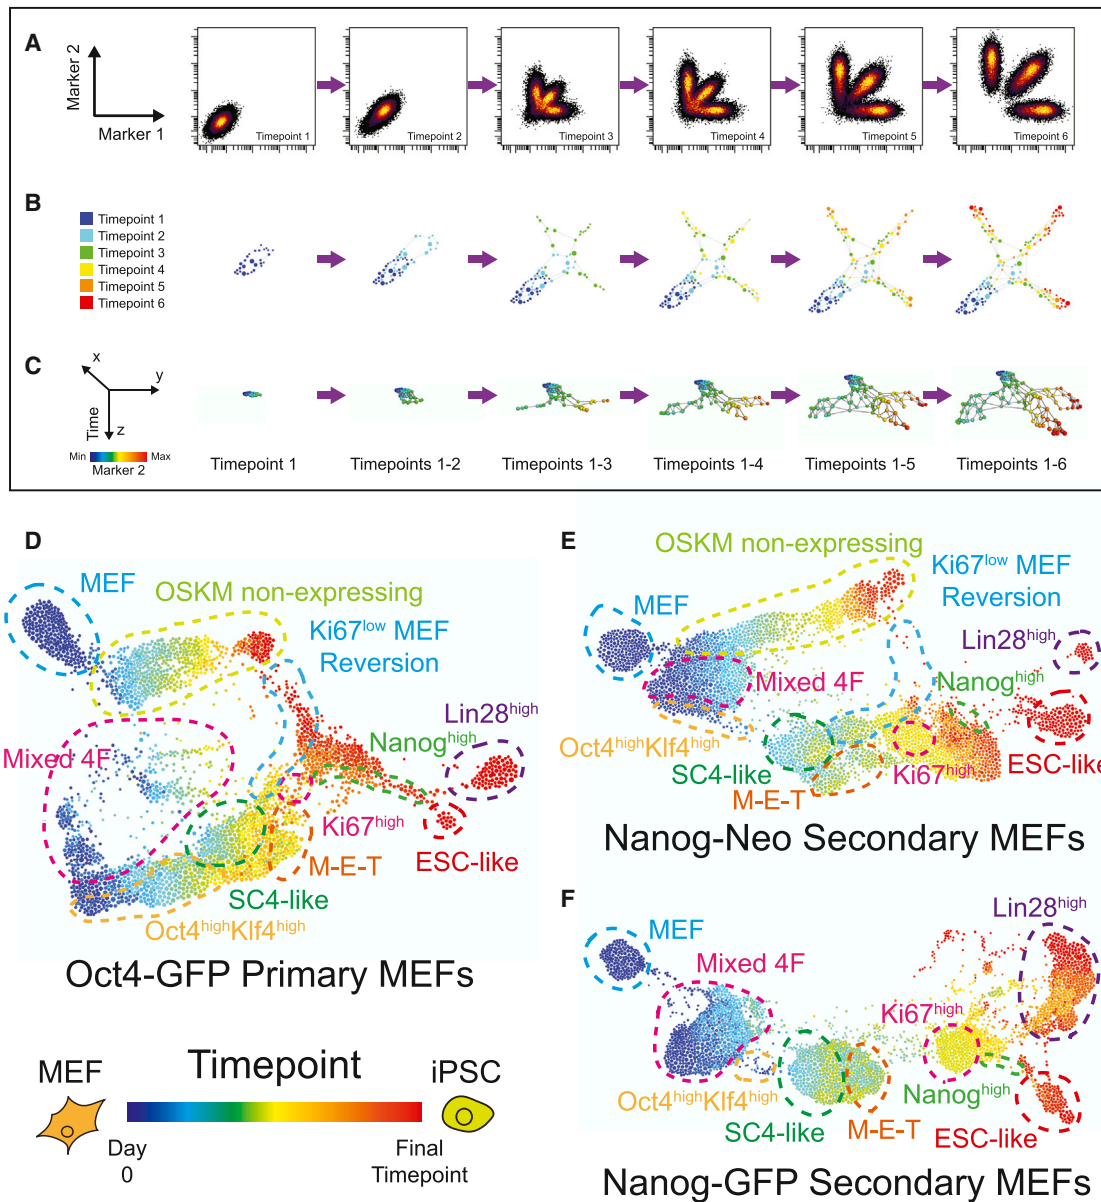 A
Marker 2
Marker 1
Timepoint 1
Timepoint 2
Timepoint 3
Timepoint 4
Timepoint 5
Timepoint 6
B
Timepoint 1
Timepoint 2
Timepoint 3
Timepoint 4
Timepoint 5
Timepoint 6
C
x
y
z
Time
Min
Max
Marker 2
Timepoint 1
Timepoints 1-2
Timepoints 1-3
Timepoints 1-4
Timepoints 1-5
Timepoints 1-6
D
MEF
OSKM non-expressing
Ki67low MEF
Reversion
Mixed 4F
Lin28high
Nanoghigh
Ki67high
ESC-like
M-E-T
SC4-like
Oct4highKlf4high
Oct4-GFP Primary MEFs
E
OSKM non-expressing
Ki67low MEF
Reversion
MEF
Lin28high
Mixed 4F
Nanoghigh
Oct4highKlf4high
SC4-like
M-E-T
Ki67high
ESC-like
Nanog-Neo Secondary MEFs
F
MEF
Lin28high
Mixed 4F
Ki67high
Oct4highKlf4high
Nanoghigh
SC4-like
M-E-T
ESC-like
Nanog-GFP Secondary MEFs
MEF
Timepoint
iPSC
Day
0
Final
Timepoint